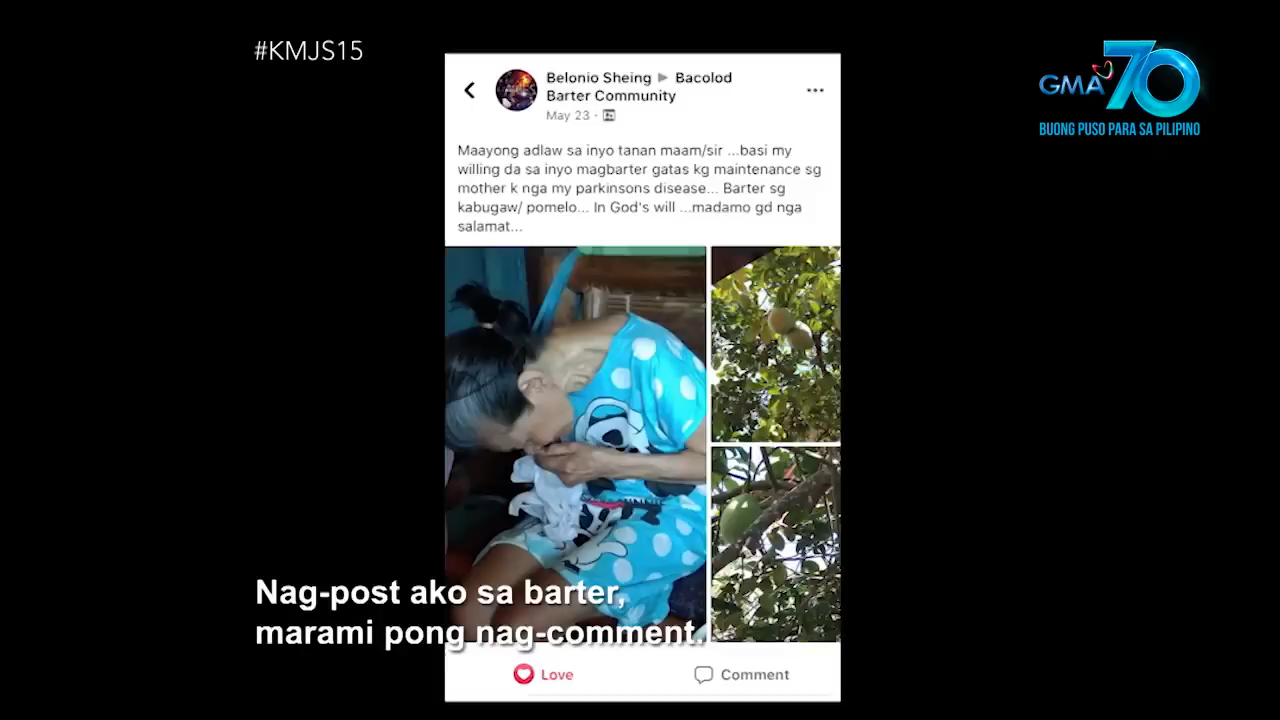 #KMJS15
GMA 70
BUONG PUSO PARA SA PILIPINO
Belonio Sheing ▶ Bacolod
Barter Community
May 23 ·
Maayong adlaw sa inyo tanan maam/sir ...basi my
willing da sa inyo magbarter gatas kg maintenance sg
mother k nga my parkinsons disease... Barter sg
kabugaw/ pomelo... In God's will ...madamo gd nga
salamat...
Nag-post ako sa barter,
marami pong nag-comment.
Love
Comment